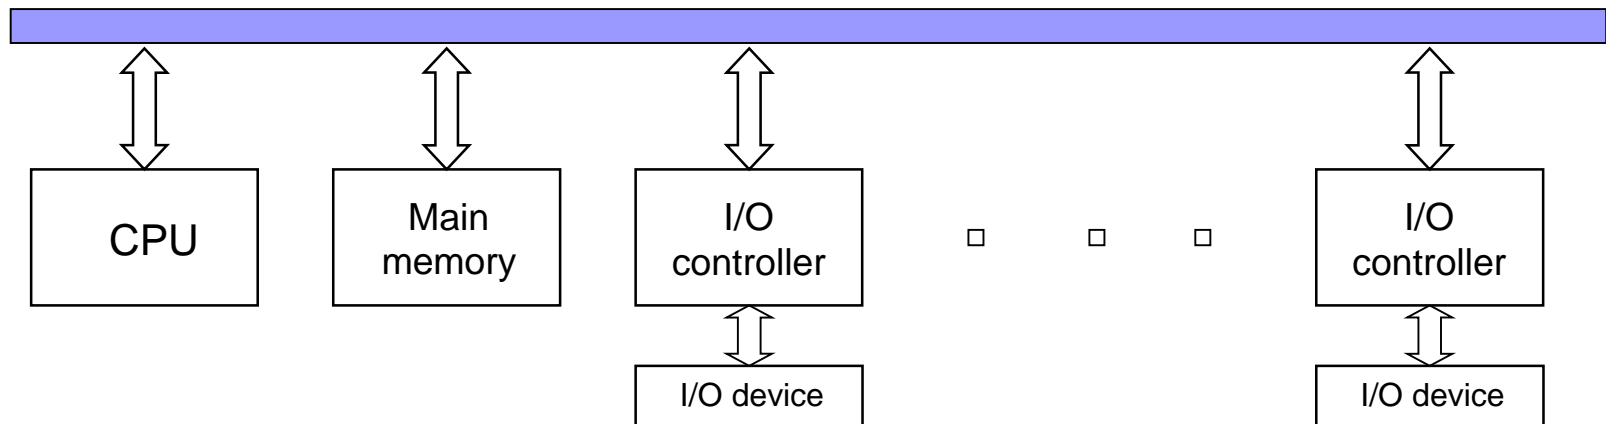 CPU
Main
memory
I/O
controller
I/O
controller
I/O device
I/O device